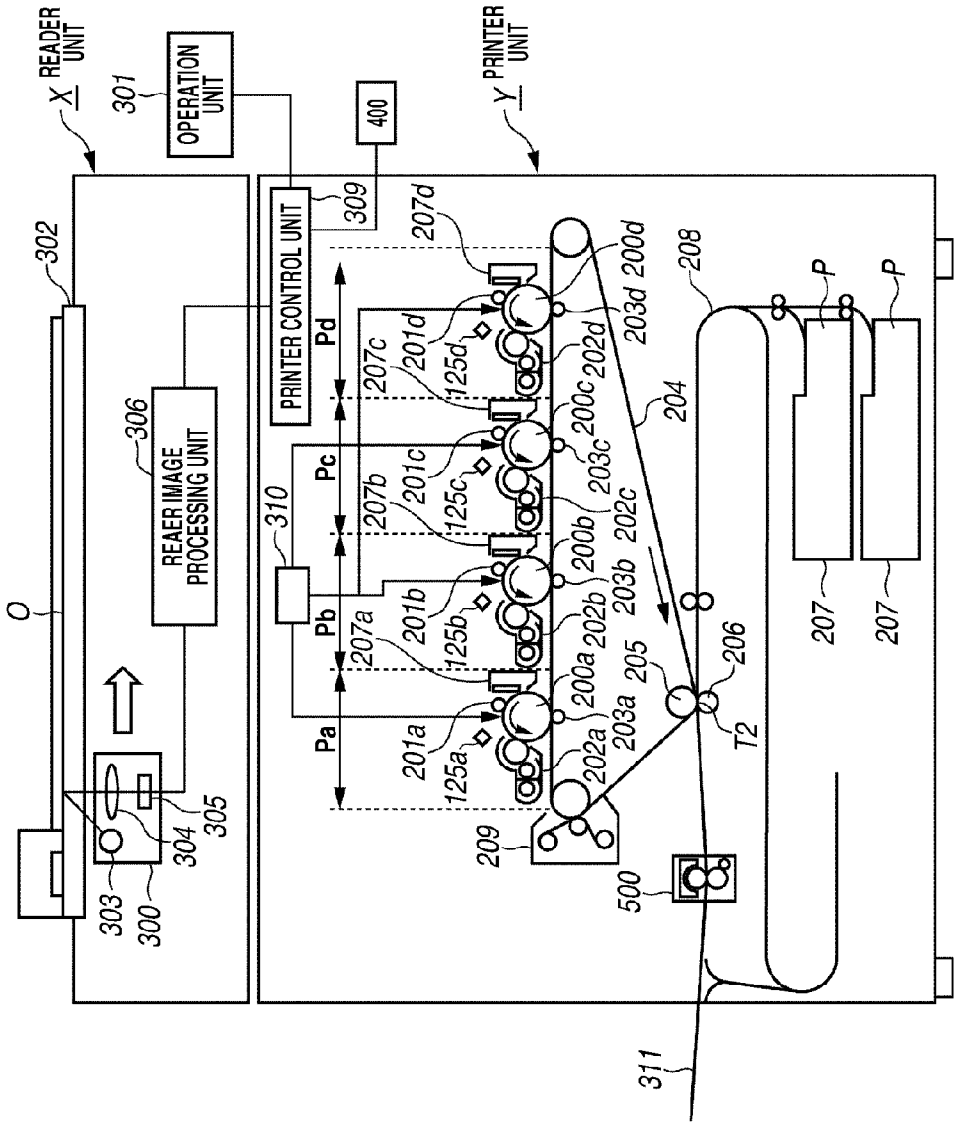 X READER
UNIT
301
OPERATION
UNIT
302
O
306
REAER IMAGE
PROCESSING UNIT
303
304
305
300
Y PRINTER
UNIT
400
309
PRINTER CONTROL UNIT
310
Pa
Pb
Pc
Pd
207a
207b
207c
207d
201a
201b
201c
201d
125a
125b
125c
125d
200a
200b
200c
200d
202a
202b
202c
202d
203a
203b
203c
203d
209
204
208
205
206
T2
P
P
207
207
500
311